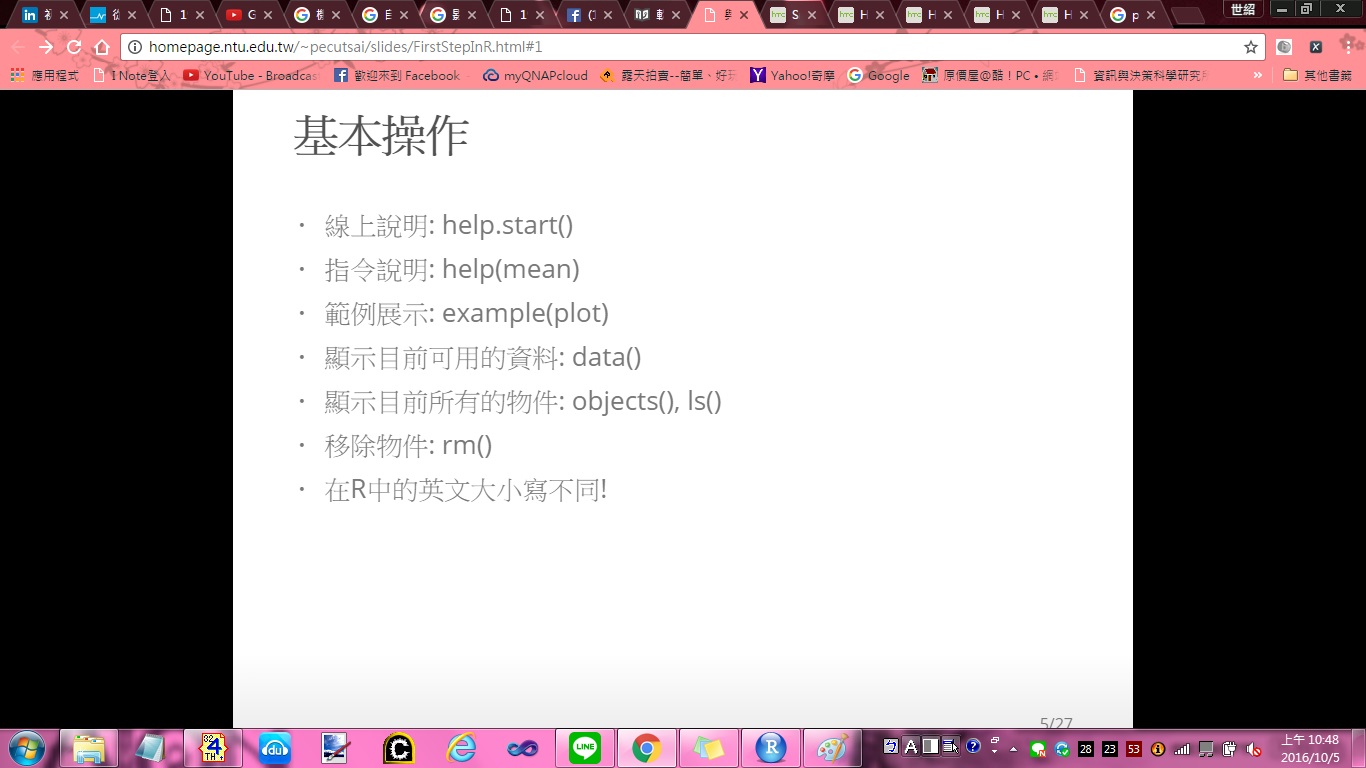 世紹
homepage.ntu.edu.tw/~pecutsai/slides/FirstStepInR.html#1
應用程式 I Note登入 YouTube - Broadcas 歡迎來到 Facebook myQNAPcloud 露天拍賣--簡單、好玩 Yahoo!奇摩 Google 原價屋@酷!PC • 資訊與決策科學研究 » 其他書籤
基本操作
• 線上說明: help.start()
• 指令說明: help(mean)
• 範例展示: example(plot)
• 顯示目前可用的資料: data()
• 顯示目前所有的物件: objects(), ls()
• 移除物件: rm()
• 在R中的英文大小寫不同!
5/27
上午 10:48
28 23 53
2016/10/5